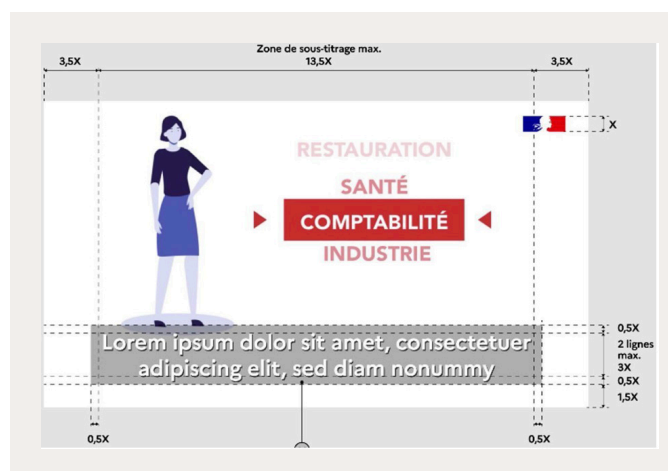 Zone de sous-titrage max.
3,5X 13,5X 3,5X
X
RESTAURATION
SANTÉ
COMPTABILITÉ
INDUSTRIE
Lorem ipsum dolor sit amet, consectetuer
adipiscing elit, sed diam nonummy
0,5X
2 lignes
max.
3X
0,5X
1,5X
0,5X 0,5X